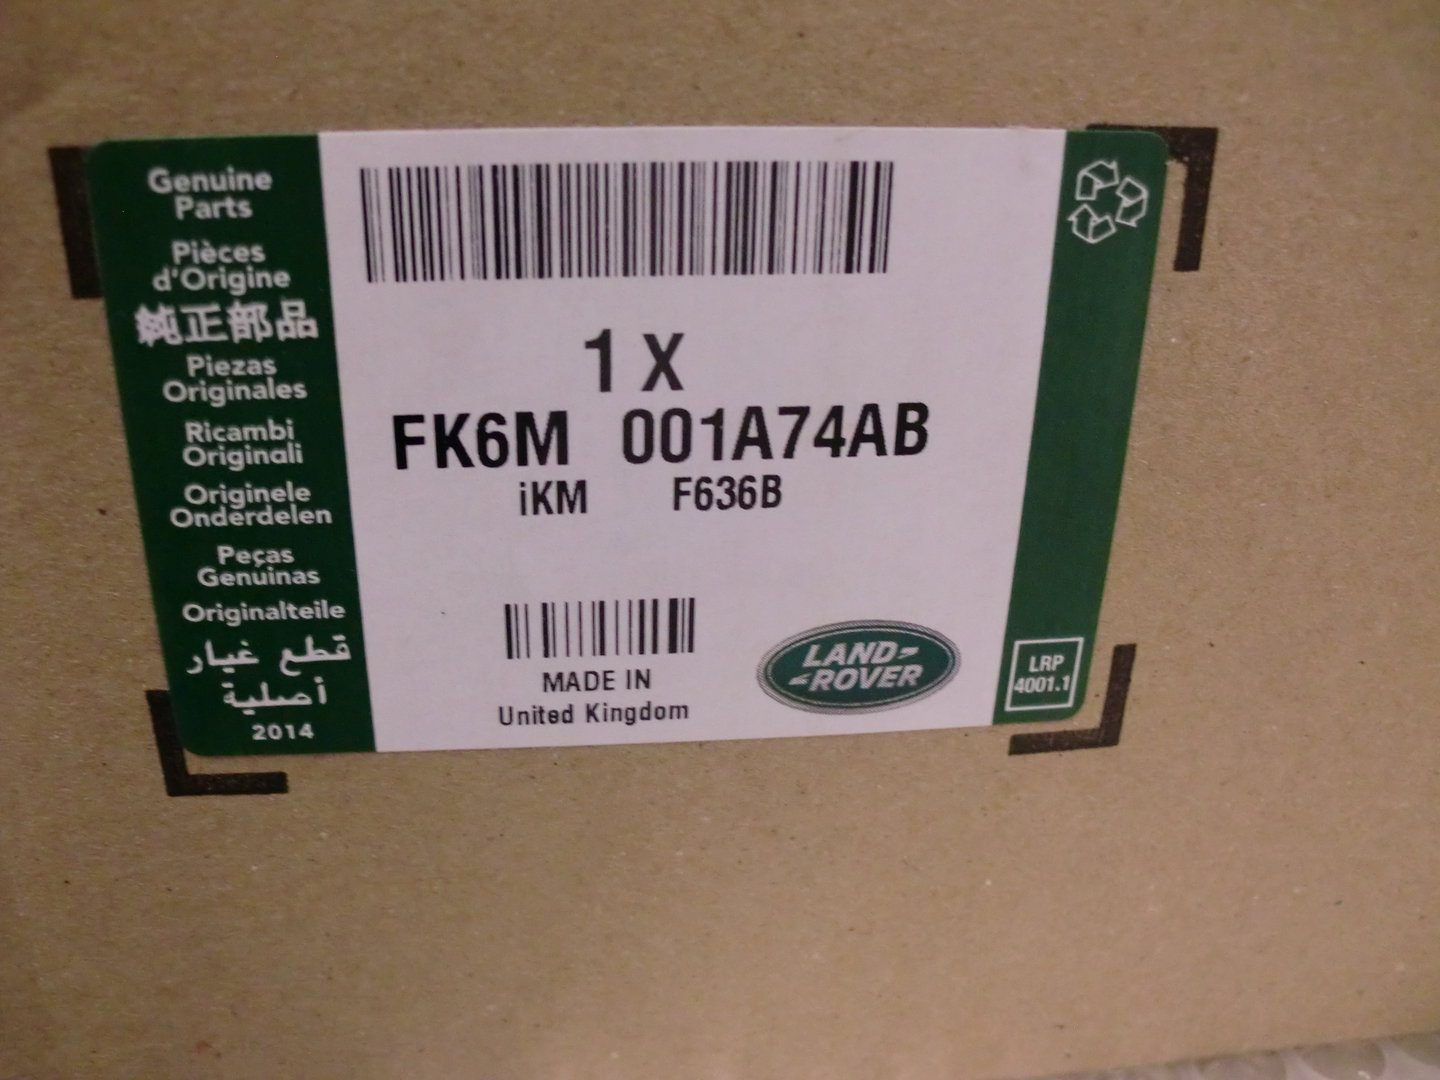 Genuine
Parts
Pièces
d'Origine
純正部品
Piezas
Originales
Ricambi
Originali
Originele
Onderdelen
Peças
Genuinas
Originalteile
قطع غيار
أصلية
2014
1 X
FK6M 001A74AB
iKM F636B
MADE IN
United Kingdom
LAND-
ROVER
LRP
4001.1